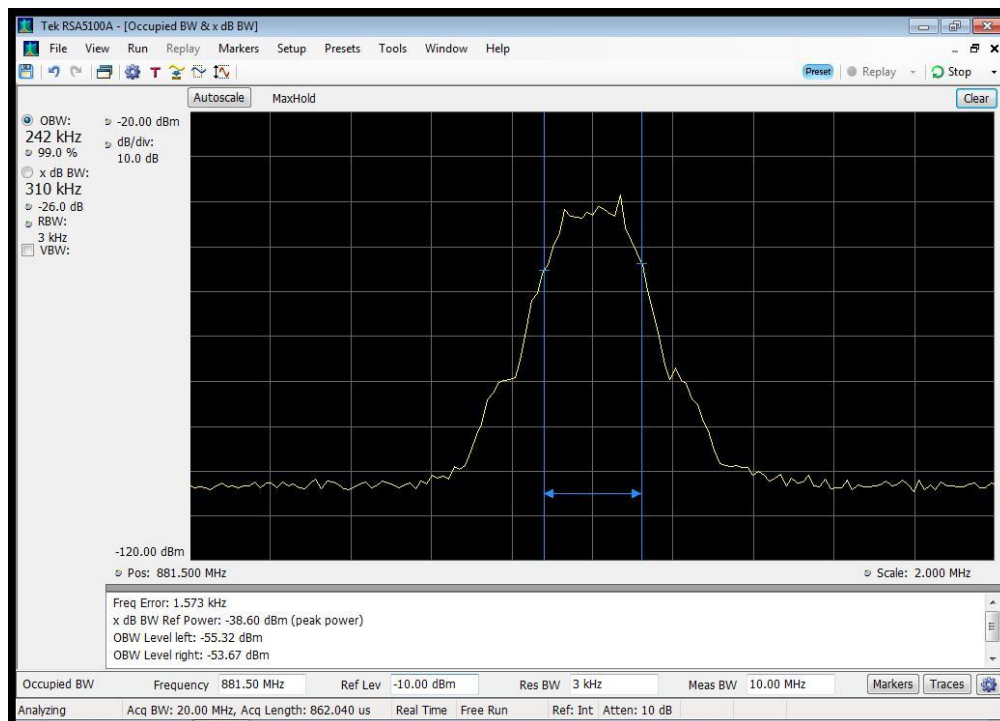 Tek RSA5100A - [Occupied BW & x dB BW]
File View Run Replay Markers Setup Presets Tools Window Help
T Preset Replay Stop
Autoscale MaxHold Clear
OBW:
242 kHz
99.0 %
x dB BW:
310 kHz
-26.0 dB
RBW:
3 kHz
VBW:
-20.00 dBm
dB/div:
10.0 dB
-120.00 dBm
Pos: 881.500 MHz Scale: 2.000 MHz
Freq Error: 1.573 kHz
x dB BW Ref Power: -38.60 dBm (peak power)
OBW Level left: -55.32 dBm
OBW Level right: -53.67 dBm
Occupied BW Frequency 881.50 MHz Ref Lev -10.00 dBm Res BW 3 kHz Meas BW 10.00 MHz Markers Traces
Analyzing Acq BW: 20.00 MHz, Acq Length: 862.040 us Real Time Free Run Ref: Int Atten: 10 dB